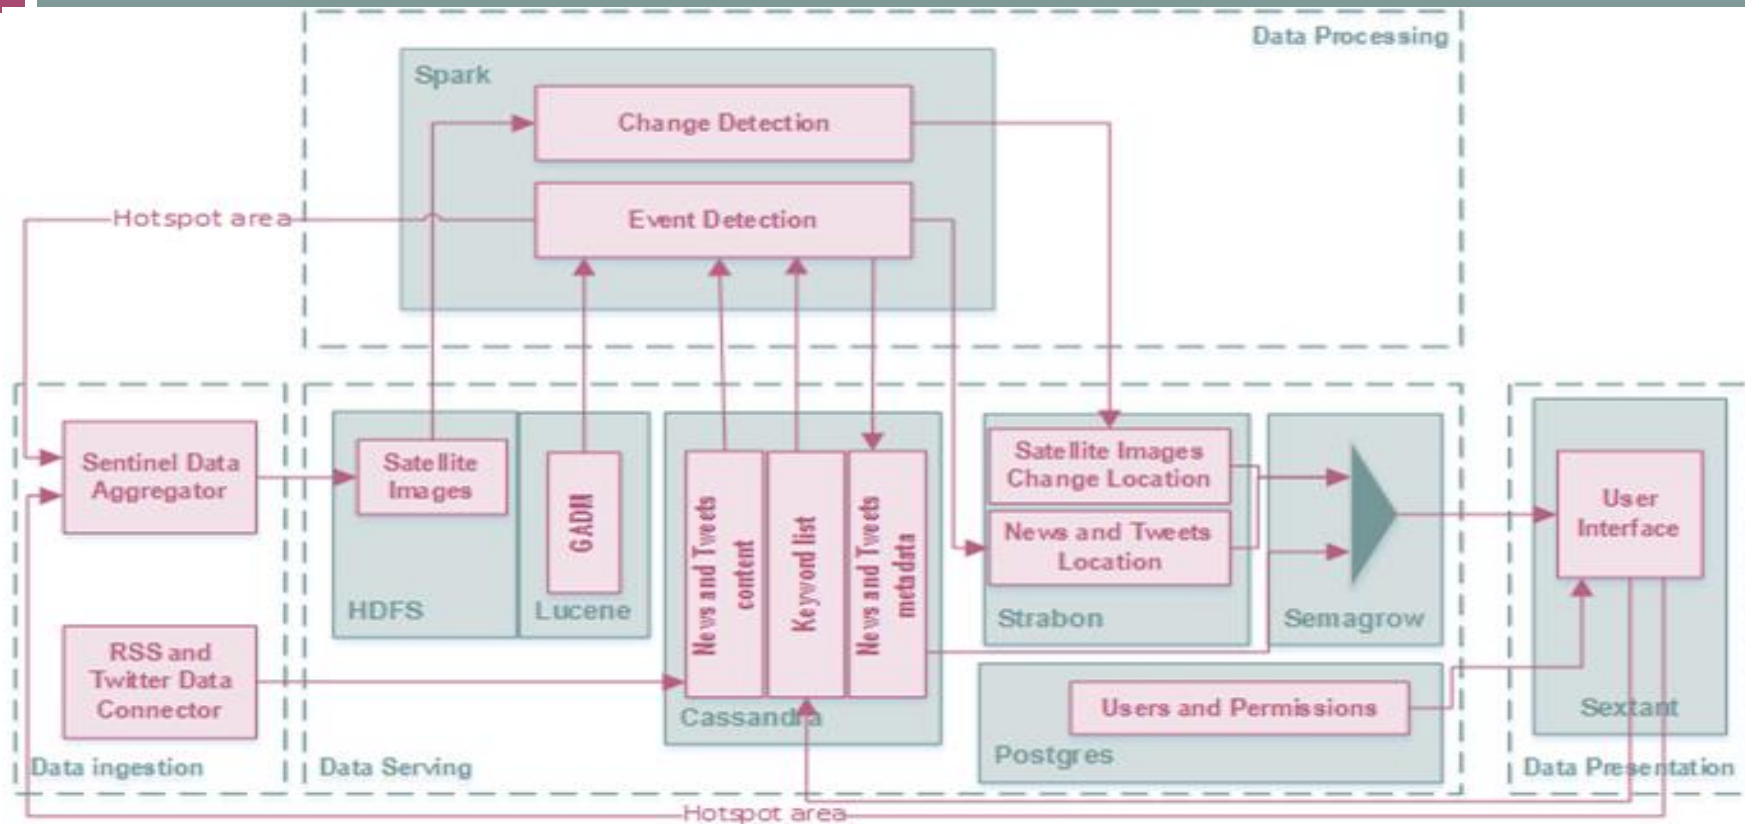 Data Processing
Spark
Change Detection
Event Detection
Hotspot area
Sentinel Data
Aggregator
RSS and
Twitter Data
Connector
Data ingestion
Satellite
Images
HDFS
GADM
Lucene
News and Tweets
content
Keyword list
News and Tweets
metadata
Cassandra
Satellite Images
Change Location
News and Tweets
Location
Strabon
Semagrow
Users and Permissions
Postgres
Data Serving
User
Interface
Sextant
Data Presentation
Hotspot area